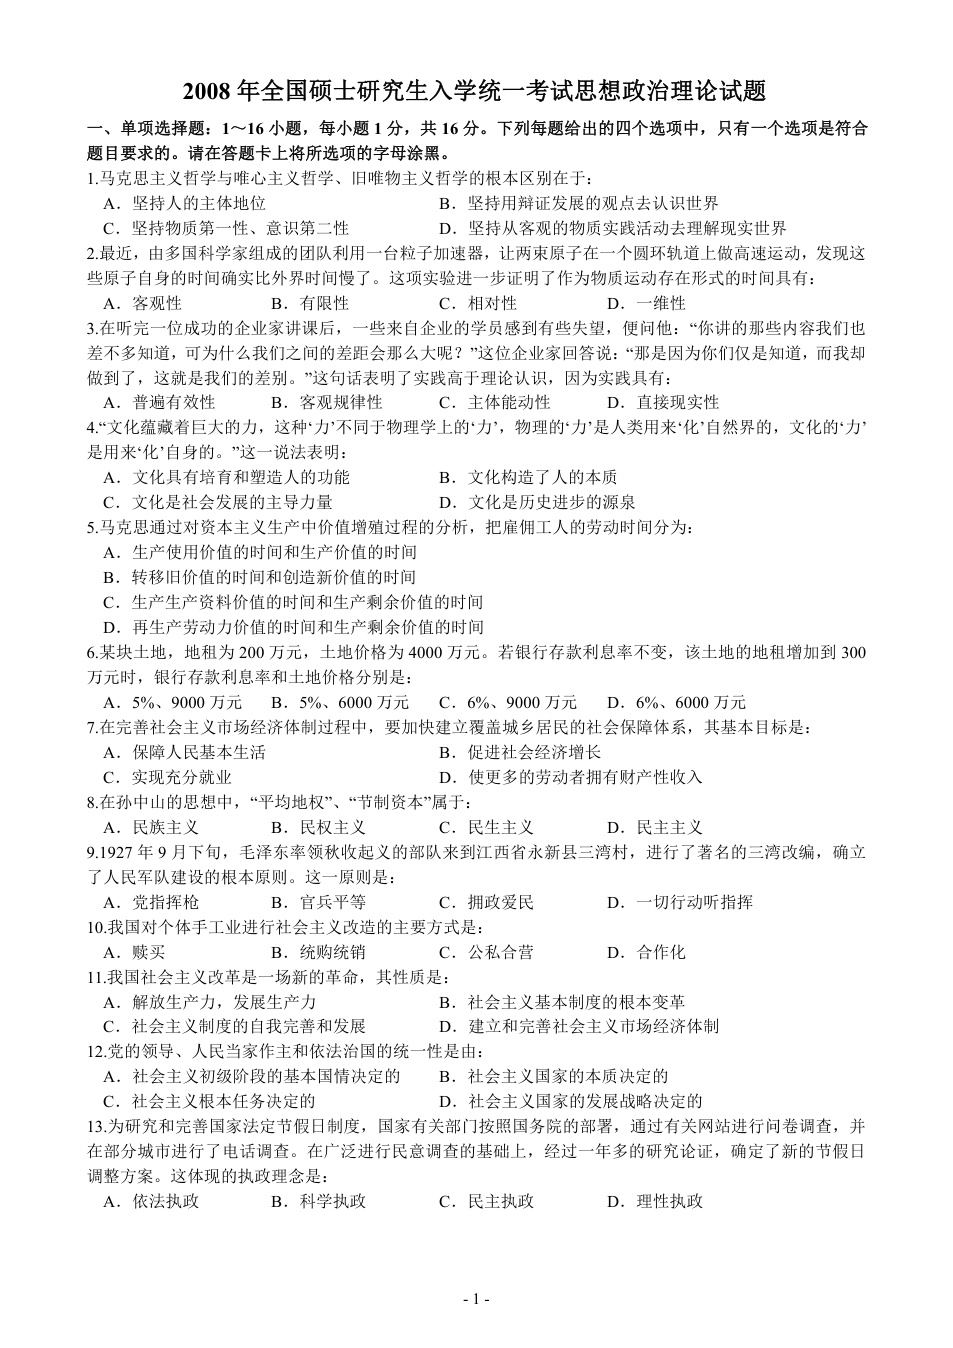 2008 年全国硕士研究生入学统一考试思想政治理论试题
一、单项选择题：1～16 小题，每小题 1 分，共 16 分。下列每题给出的四个选项中，只有一个选项是符合
题目要求的。请在答题卡上将所选项的字母涂黑。
1.马克思主义哲学与唯心主义哲学、旧唯物主义哲学的根本区别在于:
A．坚持人的主体地位 B．坚持用辩证发展的观点去认识世界
C．坚持物质第一性、意识第二性 D．坚持从客观的物质实践活动去理解现实世界
2.最近，由多国科学家组成的团队利用一台粒子加速器，让两束原子在一个圆环轨道上做高速运动，发现这
些原子自身的时间确实比外界时间慢了。这项实验进一步证明了作为物质运动存在形式的时间具有:
A．客观性 B．有限性 C．相对性 D．一维性
3.在听完一位成功的企业家讲课后，一些来自企业的学员感到有些失望，便问他：“你讲的那些内容我们也
差不多知道，可为什么我们之间的差距会那么大呢？”这位企业家回答说：“那是因为你们仅是知道，而我却
做到了，这就是我们的差别。”这句话表明了实践高于理论认识，因为实践具有:
A．普遍有效性 B．客观规律性 C．主体能动性 D．直接现实性
4.“文化蕴藏着巨大的力，这种‘力’不同于物理学上的‘力’，物理的‘力’是人类用来‘化’自然界的，文化的‘力’
是用来‘化’自身的。”这一说法表明:
A．文化具有培育和塑造人的功能 B．文化构造了人的本质
C．文化是社会发展的主导力量 D．文化是历史进步的源泉
5.马克思通过对资本主义生产中价值增殖过程的分析，把雇佣工人的劳动时间分为:
A．生产使用价值的时间和生产价值的时间
B．转移旧价值的时间和创造新价值的时间
C．生产生产资料价值的时间和生产剩余价值的时间
D．再生产劳动力价值的时间和生产剩余价值的时间
6.某块土地，地租为 200 万元，土地价格为 4000 万元。若银行存款利息率不变，该土地的地租增加到 300
万元时，银行存款利息率和土地价格分别是:
A．5%、9000 万元 B．5%、6000 万元 C．6%、9000 万元 D．6%、6000 万元
7.在完善社会主义市场经济体制过程中，要加快建立覆盖城乡居民的社会保障体系，其基本目标是:
A．保障人民基本生活 B．促进社会经济增长
C．实现充分就业 D．使更多的劳动者拥有财产性收入
8.在孙中山的思想中，“平均地权”、“节制资本”属于:
A．民族主义 B．民权主义 C．民生主义 D．民主主义
9.1927 年 9 月下旬，毛泽东率领秋收起义的部队来到江西省永新县三湾村，进行了著名的三湾改编，确立
了人民军队建设的根本原则。这一原则是:
A．党指挥枪 B．官兵平等 C．拥政爱民 D．一切行动听指挥
10.我国对个体手工业进行社会主义改造的主要方式是:
A．赎买 B．统购统销 C．公私合营 D．合作化
11.我国社会主义改革是一场新的革命，其性质是:
A．解放生产力，发展生产力 B．社会主义基本制度的根本变革
C．社会主义制度的自我完善和发展 D．建立和完善社会主义市场经济体制
12.党的领导、人民当家作主和依法治国的统一性是由:
A．社会主义初级阶段的基本国情决定的 B．社会主义国家的本质决定的
C．社会主义根本任务决定的 D．社会主义国家的发展战略决定的
13.为研究和完善国家法定节假日制度，国家有关部门按照国务院的部署，通过有关网站进行问卷调查，并
在部分城市进行了电话调查。在广泛进行民意调查的基础上，经过一年多的研究论证，确定了新的节假日
调整方案。这体现的执政理念是:
A．依法执政 B．科学执政 C．民主执政 D．理性执政
- 1 -